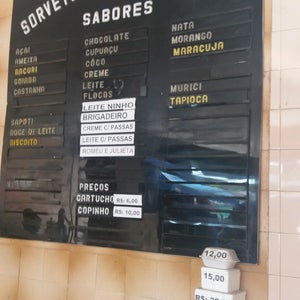 SORVETE
SABORES
AÇAI
AMEIXA
BACURI
GOIABA
CASTANHA
SAPOTI
DOCE DE LEITE
BISCOITO
CHOCOLATE
CUPUAÇU
CÔCO
CREME
LEITE
FLOCOS
LEITE NINHO
BRIGADEIRO
CREME C/ PASSAS
LEITE C/ PASSAS
ROMEU E JULIETA
NATA
MORANGO
MARACUJA
MURICI
TAPIOCA
PREÇOS
CARTUCHO R$: 6,00
COPINHO R$: 10,00
12,00
15,00
R$: